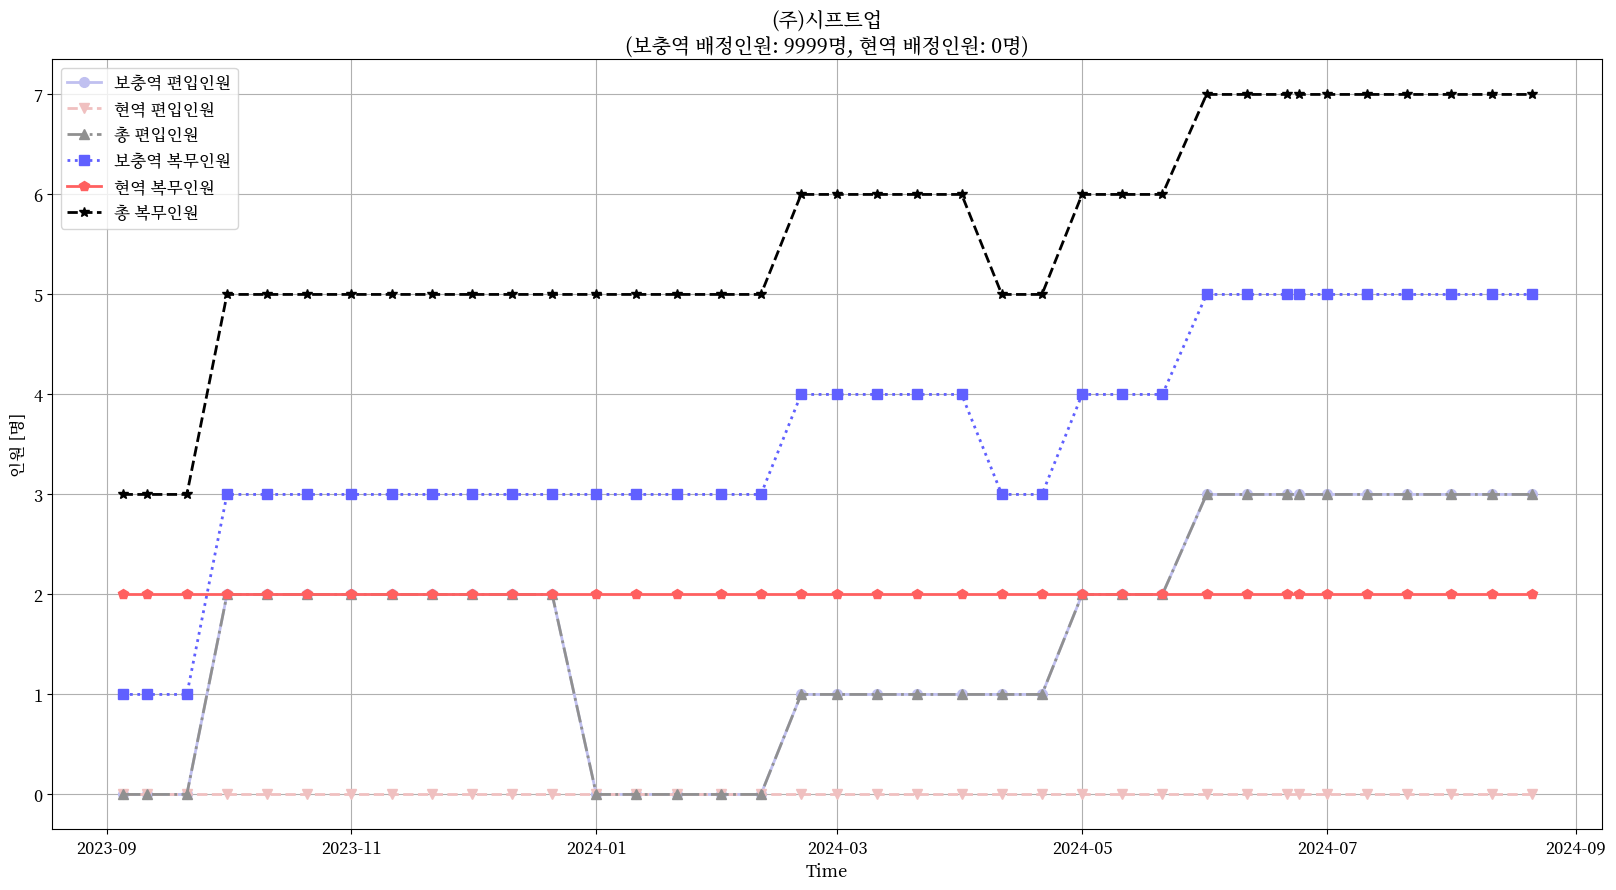 (주)시프트업
(보충역 배정인원: 9999명, 현역 배정인원: 0명)
보충역 편입인원
현역 편입인원
총 편입인원
보충역 복무인원
현역 복무인원
총 복무인원
인원 [명]
7
6
5
4
3
2
1
0
2023-09
2023-11
2024-01
2024-03
2024-05
2024-07
2024-09
Time